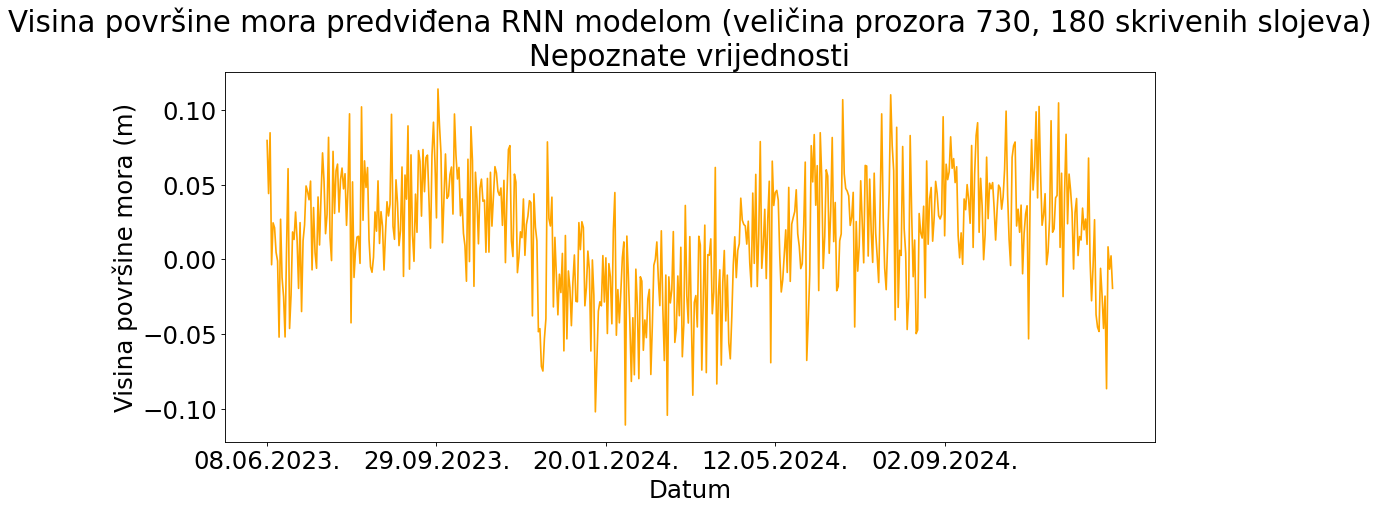 Visina površine mora predviđena RNN modelom (veličina prozora 730, 180 skrivenih slojeva)
Nepoznate vrijednosti
Visina površine mora (m)
0.10
0.05
0.00
−0.05
−0.10
08.06.2023. 29.09.2023. 20.01.2024. 12.05.2024. 02.09.2024.
Datum